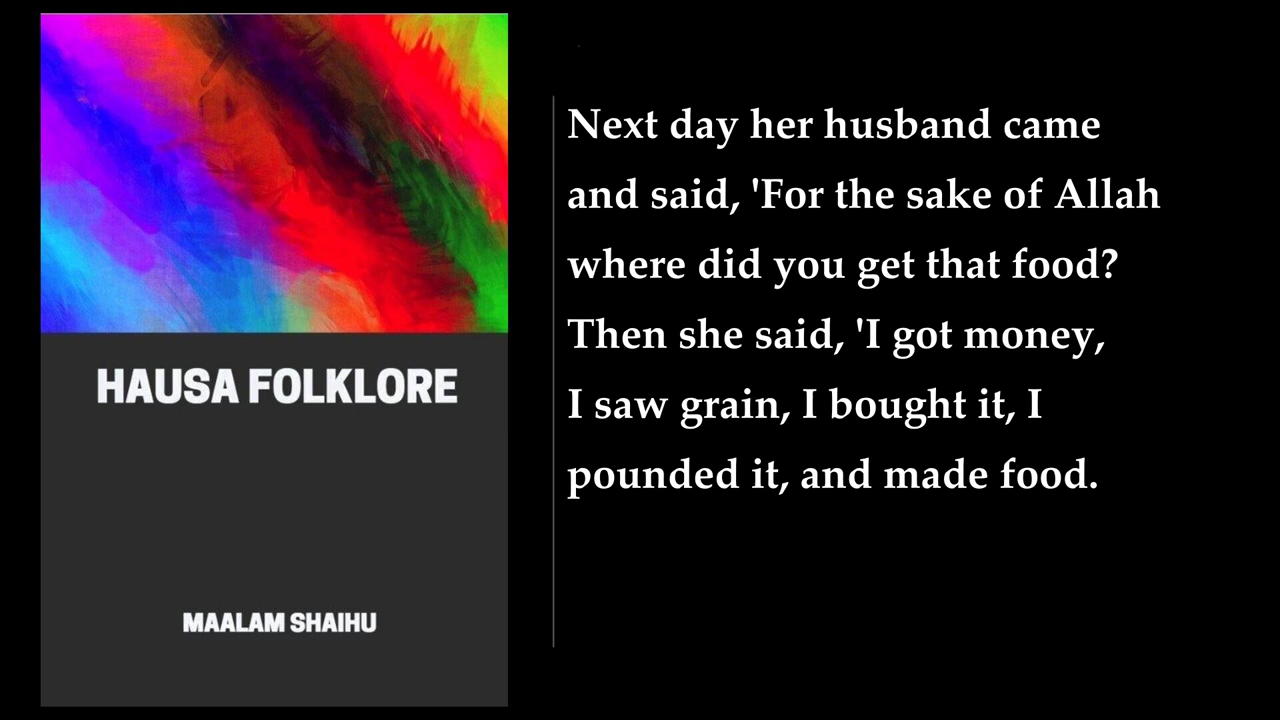 HAUSA FOLKLORE
MAALAM SHAIHU
Next day her husband came
and said, 'For the sake of Allah
where did you get that food?
Then she said, 'I got money,
I saw grain, I bought it, I
pounded it, and made food.